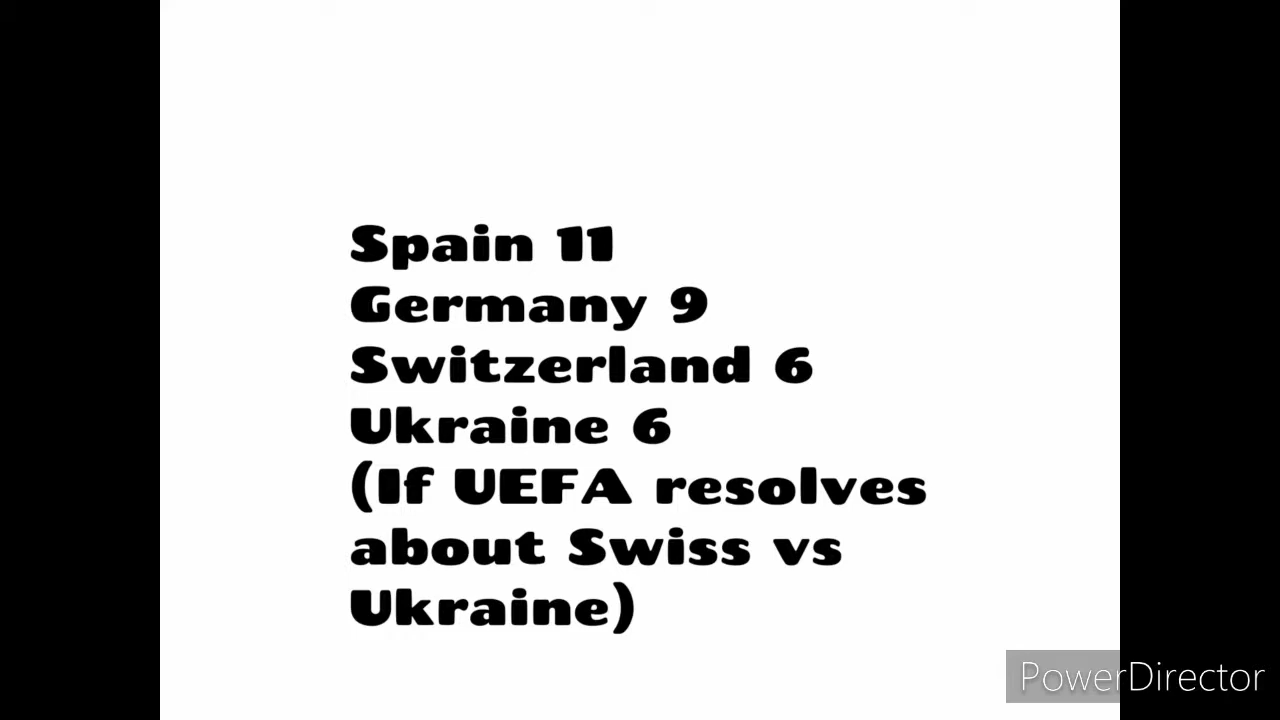 Spain 11
Germany 9
Switzerland 6
Ukraine 6
(If UEFA resolves
about Swiss vs
Ukraine)
PowerDirector